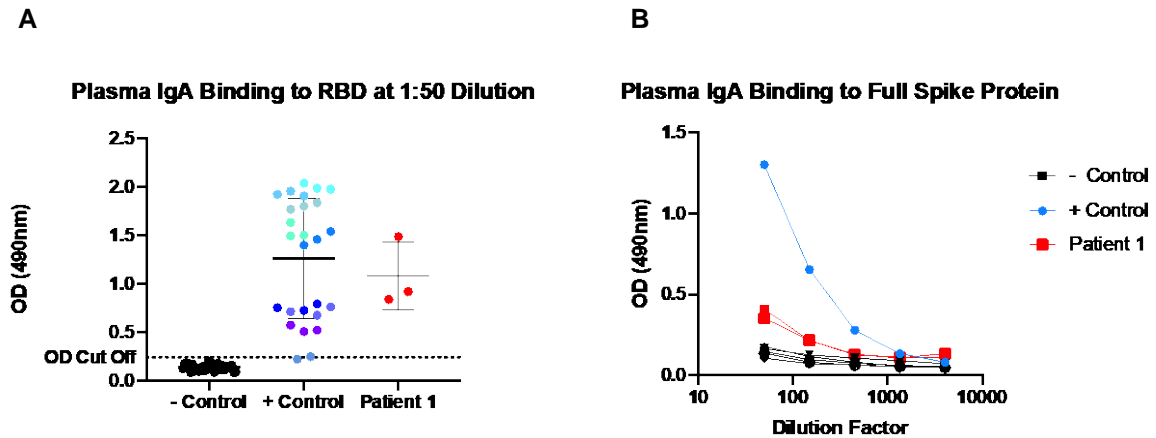 A
B
Plasma IgA Binding to RBD at 1:50 Dilution
Plasma IgA Binding to Full Spike Protein
OD (490nm)
2.5
2.0
1.5
1.0
0.5
OD Cut Off
0.0
- Control
+ Control
Patient 1
OD (490nm)
1.5
1.0
0.5
0.0
10
100
1000
10000
Dilution Factor
- Control
+ Control
Patient 1